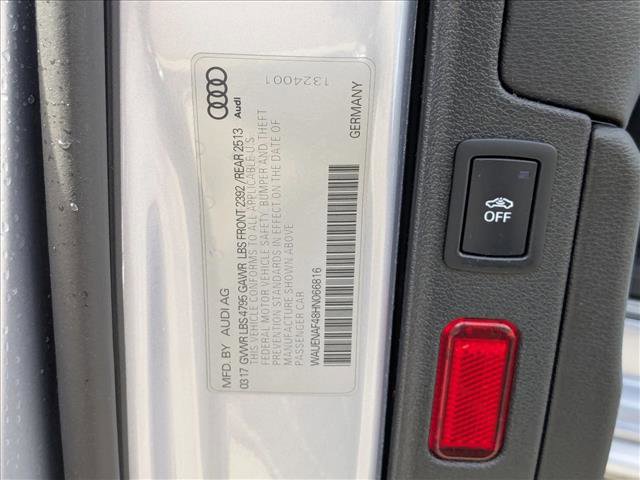 MFD. BY AUDI AG
0317 GVWR LBS 4795 GAWR LBS FRONT 2392/REAR 2513
THIS VEHICLE CONFORMS TO ALL APPLICABLE U.S.
FEDERAL MOTOR VEHICLE SAFETY, BUMPER AND THEFT
PREVENTION STANDARDS IN EFFECT ON THE DATE OF
MANUFACTURE SHOWN ABOVE
PASSENGER CAR
WAUENAF48HN066816
Audi
GERMANY
1324001
OFF